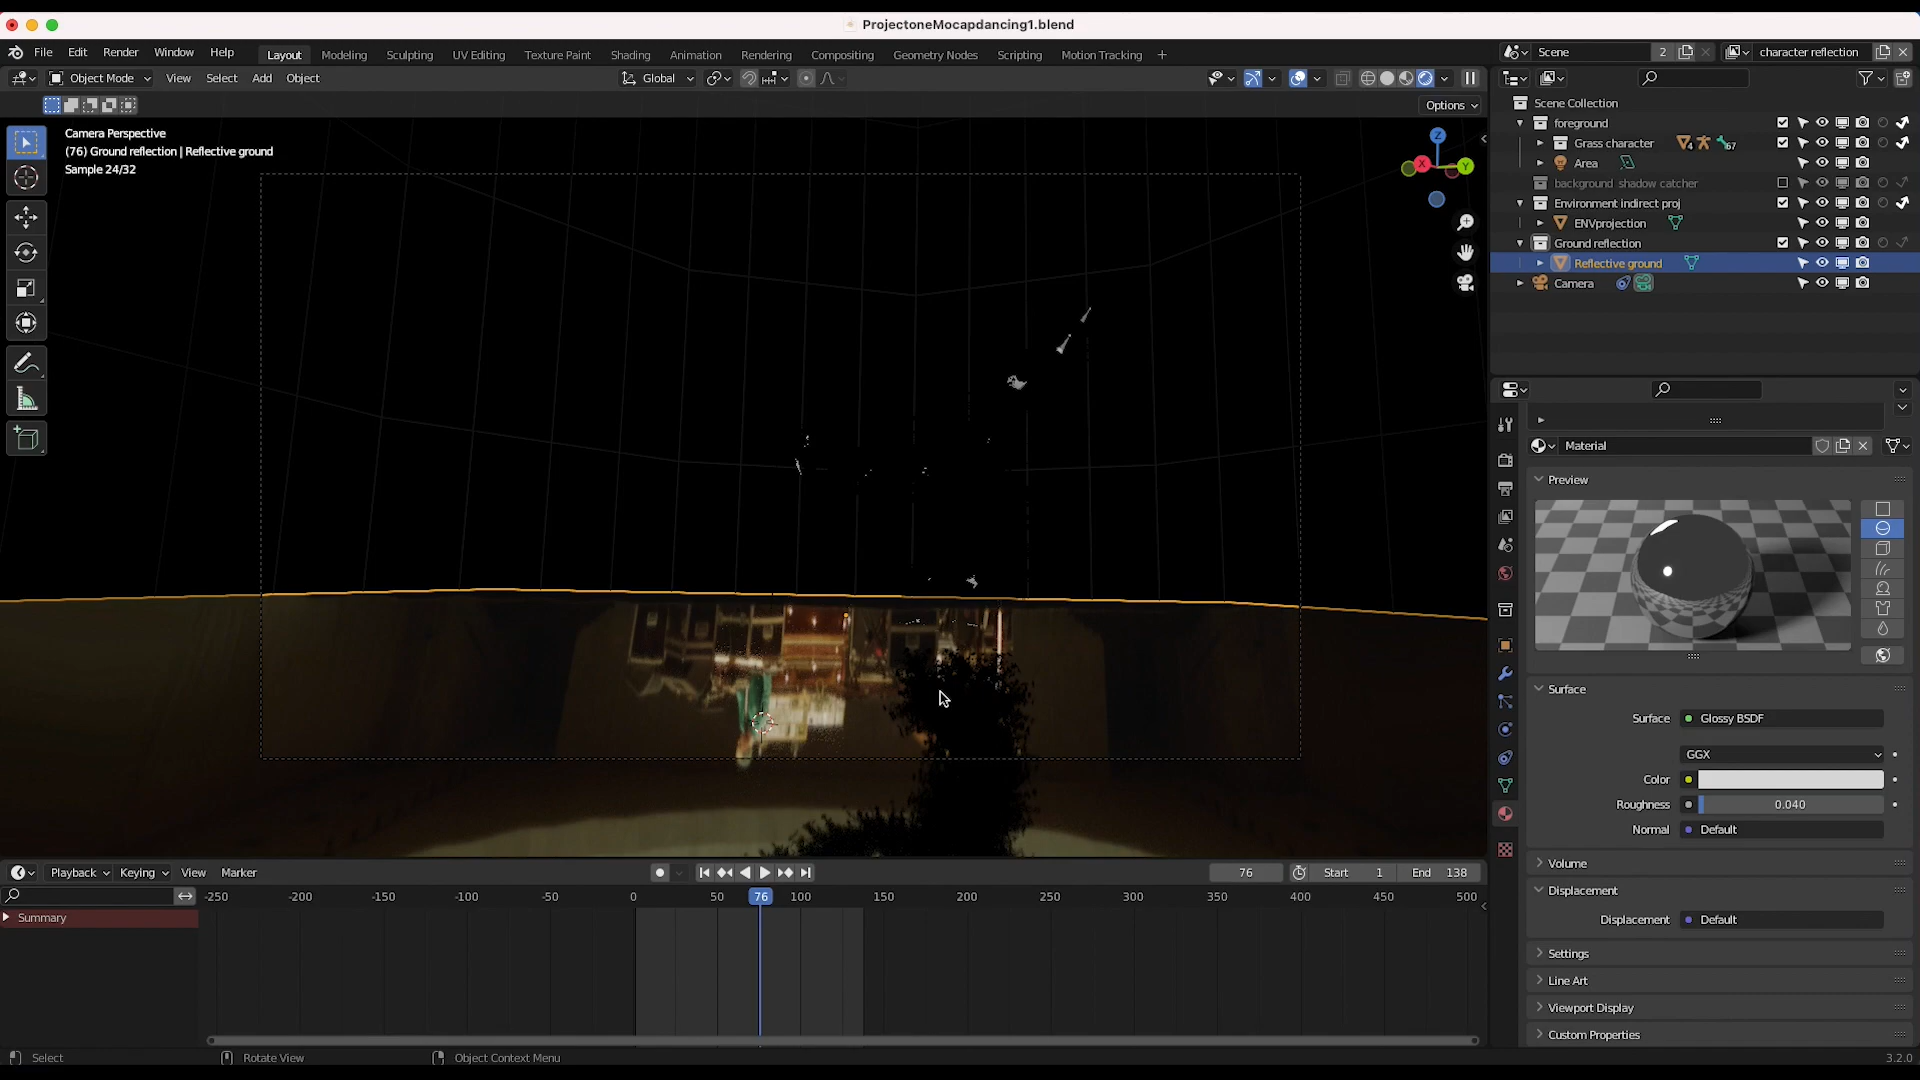 ProjectoneMocapdancing1.blend
File Edit Render Window Help Layout Modeling Sculpting UV Editing Texture Paint Shading Animation Rendering Compositing Geometry Nodes Scripting Motion Tracking + Scene 2 character reflection
Object Mode View Select Add Object Global
Options
Camera Perspective
(76) Ground reflection | Reflective ground
Sample 24/32
Z
X
Y
Scene Collection
foreground
Grass character 4 67
Area
background shadow catcher
Environment indirect proj
ENVprojection
Ground reflection
Reflective ground
Camera
Material
Preview
Surface
Surface Glossy BSDF
GGX
Color
Roughness 0.040
Normal Default
Volume
Displacement
Displacement Default
Settings
Line Art
Viewport Display
Custom Properties
Playback Keying View Marker 76 Start 1 End 138
-250 -200 -150 -100 -50 0 50 76 100 150 200 250 300 350 400 450 500
Summary
Select Rotate View Object Context Menu 3.2.0